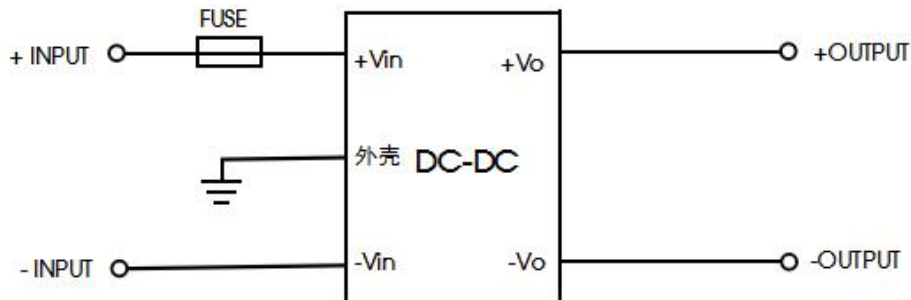 FUSE
+ INPUT
+Vin
+Vo
+OUTPUT
外壳
DC-DC
- INPUT
-Vin
-Vo
-OUTPUT